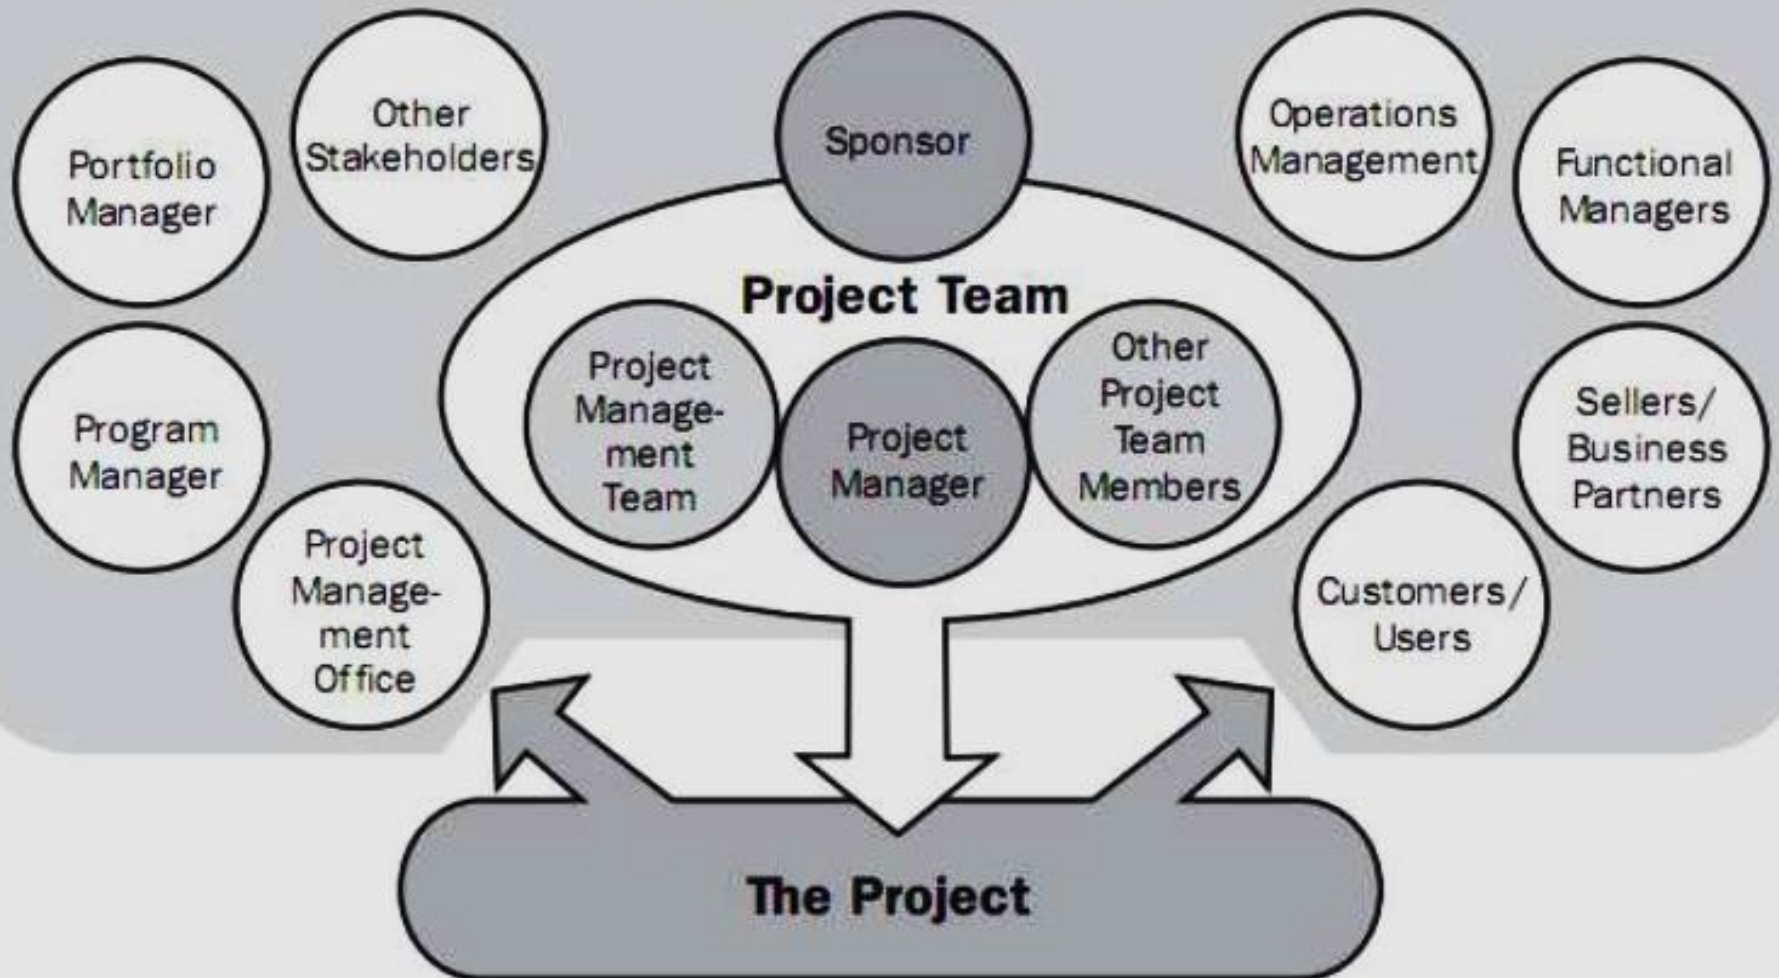 Portfolio
Manager
Other
Stakeholders
Sponsor
Operations
Management
Functional
Managers
Project Team
Program
Manager
Project
Manage-
ment
Team
Project
Manager
Other
Project
Team
Members
Sellers/
Business
Partners
Project
Manage-
ment
Office
Customers/
Users
The Project